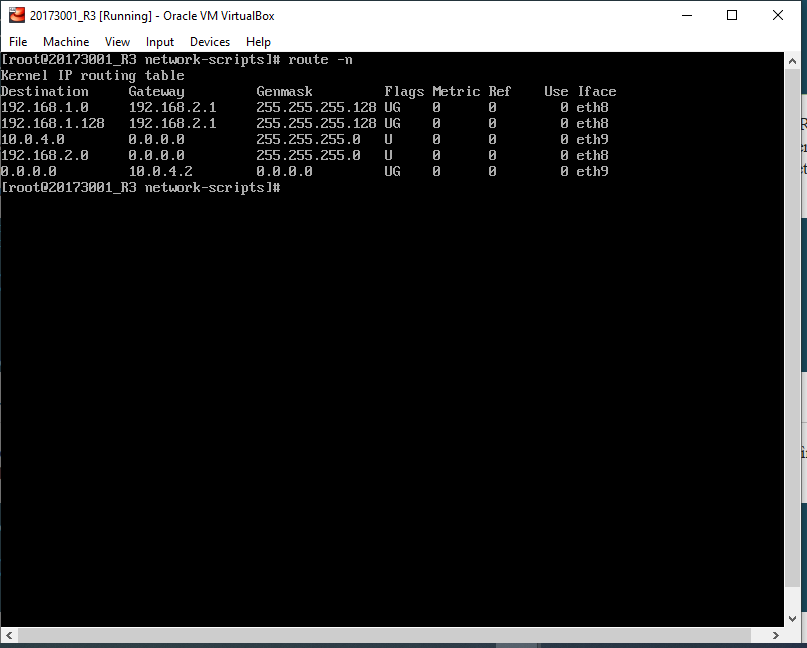 20173001_R3 [Running] - Oracle VM VirtualBox
File Machine View Input Devices Help
[root@20173001_R3 network-scripts]# route -n
Kernel IP routing table
Destination Gateway Genmask Flags Metric Ref Use Iface
192.168.1.0 192.168.2.1 255.255.255.128 UG 0 0 0 eth8
192.168.1.128 192.168.2.1 255.255.255.128 UG 0 0 0 eth8
10.0.4.0 0.0.0.0 255.255.255.0 U 0 0 0 eth9
192.168.2.0 0.0.0.0 255.255.255.0 U 0 0 0 eth8
0.0.0.0 10.0.4.2 0.0.0.0 UG 0 0 0 eth9
[root@20173001_R3 network-scripts]#